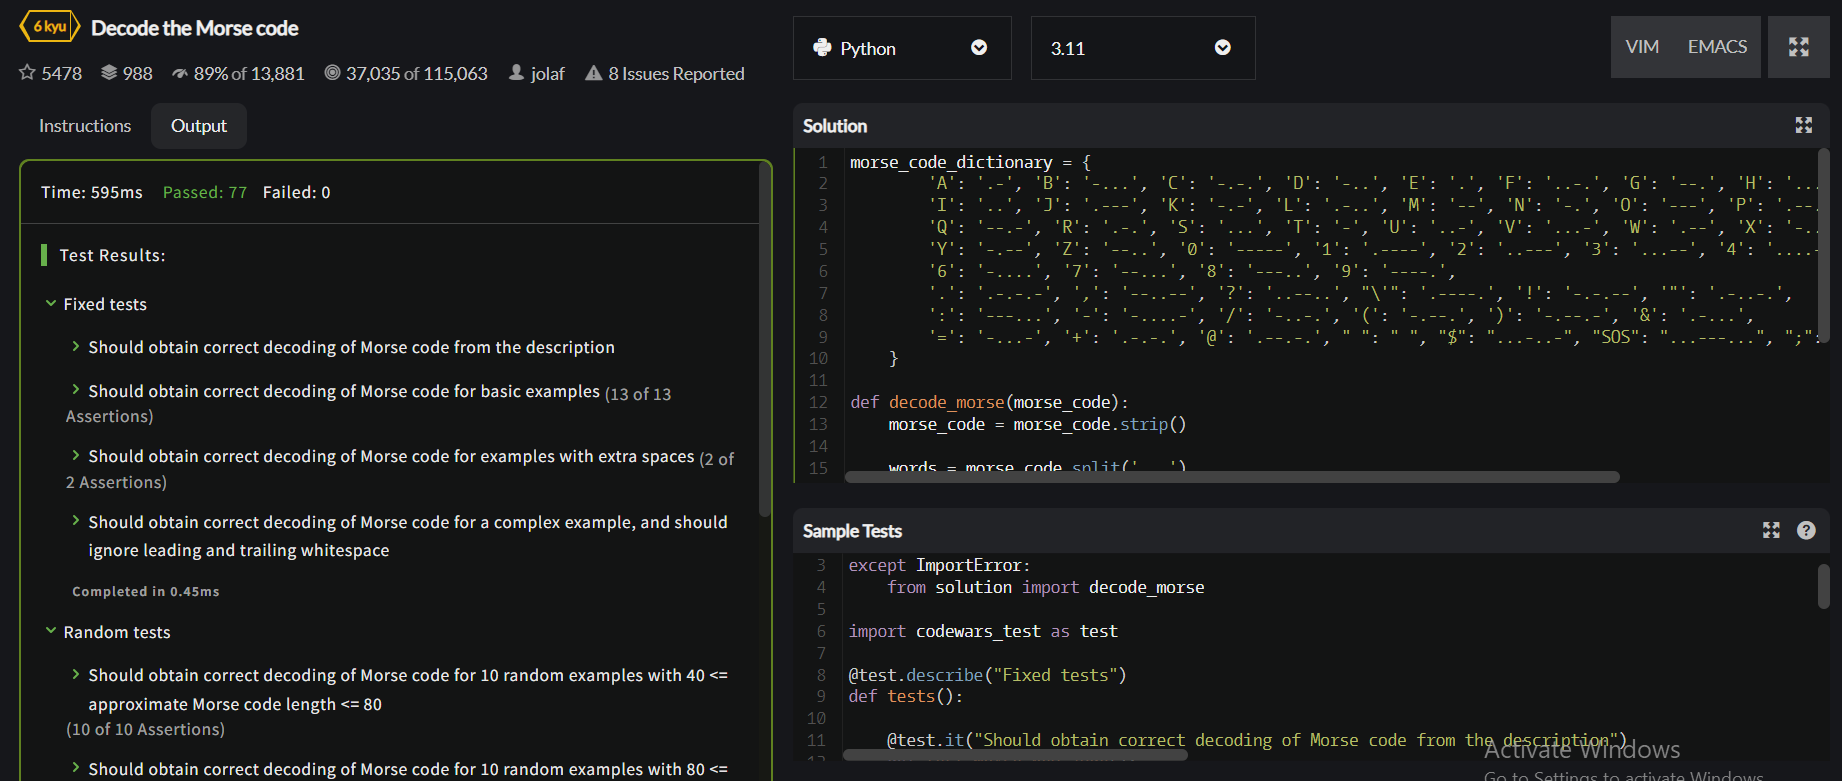 6 kyu Decode the Morse code
5478 988 89% of 13,881 37,035 of 115,063 jolaf 8 Issues Reported
Instructions Output
Time: 595ms Passed: 77 Failed: 0
Test Results:
Fixed tests
Should obtain correct decoding of Morse code from the description
Should obtain correct decoding of Morse code for basic examples (13 of 13
Assertions)
Should obtain correct decoding of Morse code for examples with extra spaces (2 of
2 Assertions)
Should obtain correct decoding of Morse code for a complex example, and should
ignore leading and trailing whitespace
Completed in 0.45ms
Random tests
Should obtain correct decoding of Morse code for 10 random examples with 40 <=
approximate Morse code length <= 80
(10 of 10 Assertions)
Should obtain correct decoding of Morse code for 10 random examples with 80 <=
Python 3.11 VIM EMACS
Solution
1 morse_code_dictionary = {
2 'A': '.-', 'B': '-...', 'C': '-.-.', 'D': '-..', 'E': '.', 'F': '..-.', 'G': '--.', 'H': '...
3 'I': '..', 'J': '.---', 'K': '-.-', 'L': '.-..', 'M': '--', 'N': '-.', 'O': '---', 'P': '.--.
4 'Q': '--.-', 'R': '.-.', 'S': '...', 'T': '-', 'U': '..-', 'V': '...-', 'W': '.--', 'X': '-..
5 'Y': '-.--', 'Z': '--..', '0': '-----', '1': '.----', '2': '..---', '3': '...--', '4': '....-
6 '6': '-....', '7': '--...', '8': '---..', '9': '----.',
7 '.': '.-.-.-', ',': '--..--', '?': '..--..', "\'": '.----.', '!': '-.-.--', '"': '.-..-.',
8 ':': '---...', '-': '-....-', '/': '-..-.', '(': '-.--.', ')': '-.--.-', '&': '.-...',
9 '=': '-...-', '+': '.-.-.', '@': '.--.-.', " ": " ", "$": "...-..-", "SOS": "...---...", ";":
10 }
11
12 def decode_morse(morse_code):
13 morse_code = morse_code.strip()
14
15 words = morse_code.split('   ')
Sample Tests
3 except ImportError:
4 from solution import decode_morse
5
6 import codewars_test as test
7
8 @test.describe("Fixed tests")
9 def tests():
10
11 @test.it("Should obtain correct decoding of Morse code from the description")
Activate Windows
Go to Settings to activate Windows.